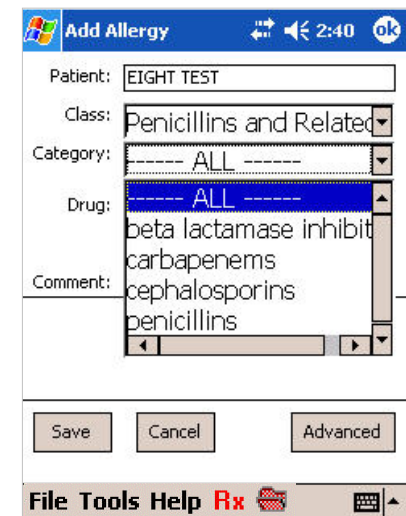 Add Allergy 2:40 ok
Patient: EIGHT TEST
Class: Penicillins and Related
Category: ------ ALL ------
Drug: ------ ALL ------
beta lactamase inhibit
carbapenems
Comment: cephalosporins
penicillins
Save Cancel Advanced
File Tools Help Rx